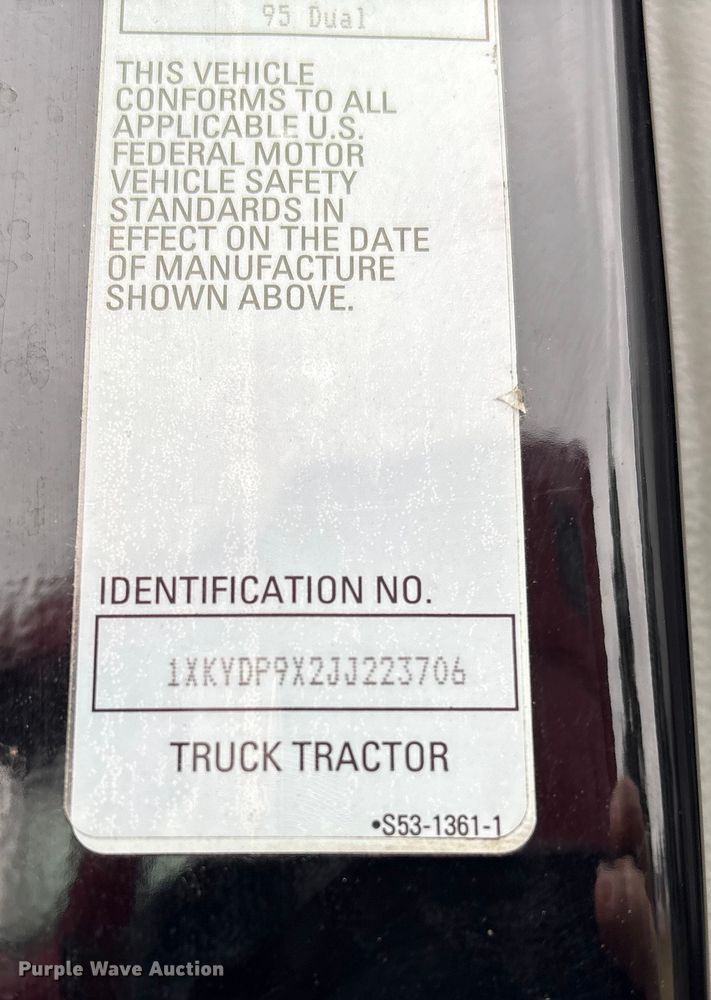 95 Dual
THIS VEHICLE
CONFORMS TO ALL
APPLICABLE U.S.
FEDERAL MOTOR
VEHICLE SAFETY
STANDARDS IN
EFFECT ON THE DATE
OF MANUFACTURE
SHOWN ABOVE.
IDENTIFICATION NO.
1XKYDP9X2JJ223706
TRUCK TRACTOR
•S53-1361-1
Purple Wave Auction